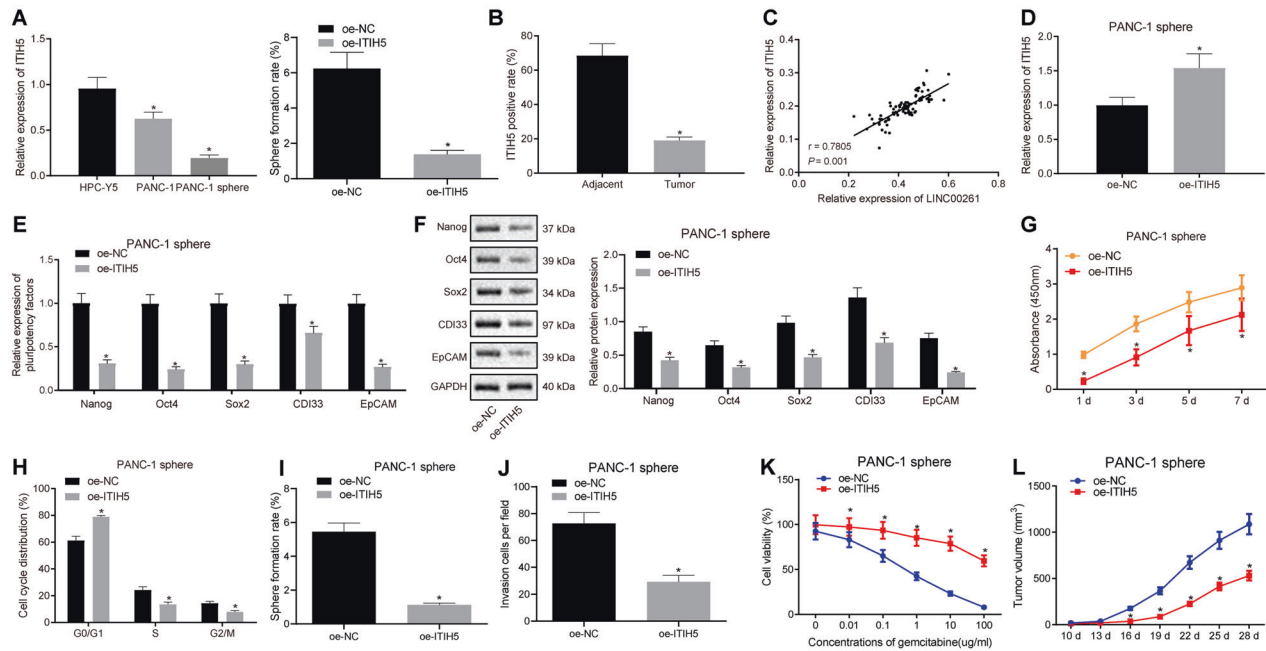 A
Relative expression of ITIH5
1.5
1.0
0.5
0.0
*
*
HPC-Y5
PANC-1
PANC-1 sphere
oe-NC
oe-ITIH5
Sphere formation rate (%)
8
6
4
2
0
*
oe-NC
oe-ITIH5
B
ITIH5 positive rate (%)
80
60
40
20
0
*
Adjacent
Tumor
C
Relative expression of ITIH5
0.4
0.3
0.2
0.1
0.0
r = 0.7805
P = 0.001
0.0
0.2
0.4
0.6
0.8
Relative expression of LINC00261
D
PANC-1 sphere
Relative expression of ITIH5
2.0
1.5
1.0
0.5
0.0
*
oe-NC
oe-ITIH5
E
PANC-1 sphere
oe-NC
oe-ITIH5
Relative expression of
pluripotency factors
1.5
1.0
0.5
0.0
*
*
*
*
*
Nanog
Oct4
Sox2
CDI33
EpCAM
F
Nanog
37 kDa
Oct4
39 kDa
Sox2
34 kDa
CDI33
97 kDa
EpCAM
39 kDa
GAPDH
40 kDa
oe-NC
oe-ITIH5
PANC-1 sphere
oe-NC
oe-ITIH5
Relative protein expression
2.0
1.5
1.0
0.5
0.0
*
*
*
*
*
Nanog
Oct4
Sox2
CDI33
EpCAM
G
PANC-1 sphere
oe-NC
oe-ITIH5
Absorbance (450nm)
4
3
2
1
0
*
*
*
*
1 d
3 d
5 d
7 d
H
PANC-1 sphere
oe-NC
oe-ITIH5
Cell cycle distribution (%)
100
80
60
40
20
0
*
*
*
G0/G1
S
G2/M
I
PANC-1 sphere
oe-NC
oe-ITIH5
Sphere formation rate (%)
8
6
4
2
0
*
oe-NC
oe-ITIH5
J
PANC-1 sphere
oe-NC
oe-ITIH5
Invasion cells per field
100
80
60
40
20
0
*
oe-NC
oe-ITIH5
K
PANC-1 sphere
oe-NC
oe-ITIH5
Cell viability (%)
150
100
50
0
*
*
*
*
*
0
0.01
0.1
1
10
100
Concentrations of gemcitabine(ug/ml)
L
PANC-1 sphere
oe-NC
oe-ITIH5
Tumor volume (mm³)
1500
1000
500
0
*
*
*
*
*
10 d
13 d
16 d
19 d
22 d
25 d
28 d